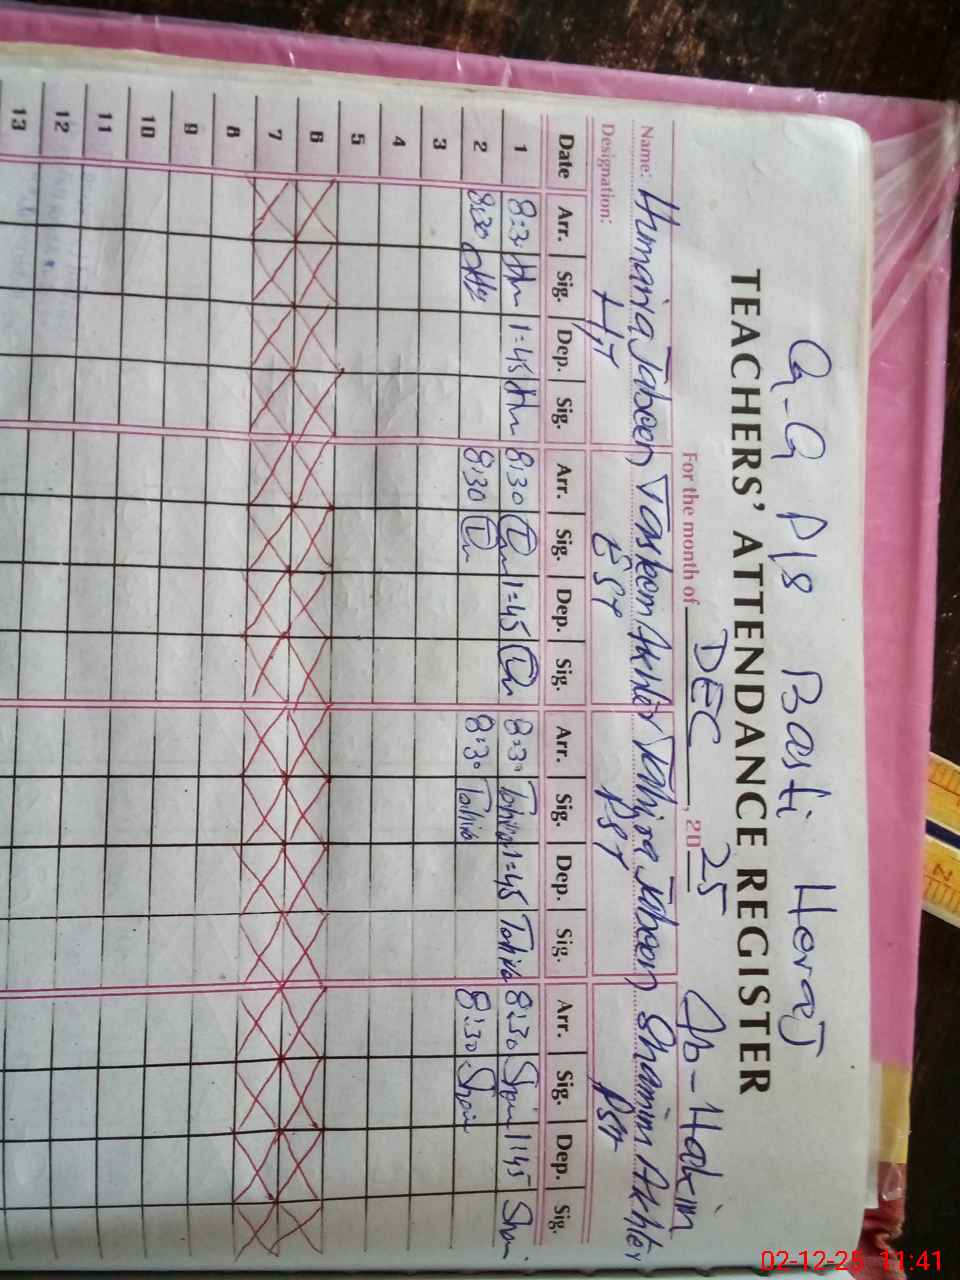 G.G P/S Basti Heraj
TEACHERS' ATTENDANCE REGISTER
For the month of DEC, 2025 Ab-Hakim
Name: Humaria Jabeen Tasleem Akhter Tahira Jabeen Shamim Akhter
Designation: H,T EST PST PST
Date Arr. Sig. Dep. Sig. Arr. Sig. Dep. Sig. Arr. Sig. Dep. Sig. Arr. Sig. Dep. Sig.
1 8:30 1=45 8:30 1=45 8:30 Tahira 1=45 Tahira 8:30 1:45
2 8:30 8:30 8:30 Tahira 8:30
3
4
5
6
7
8
9
10
11
12
13
02-12-25 11:41